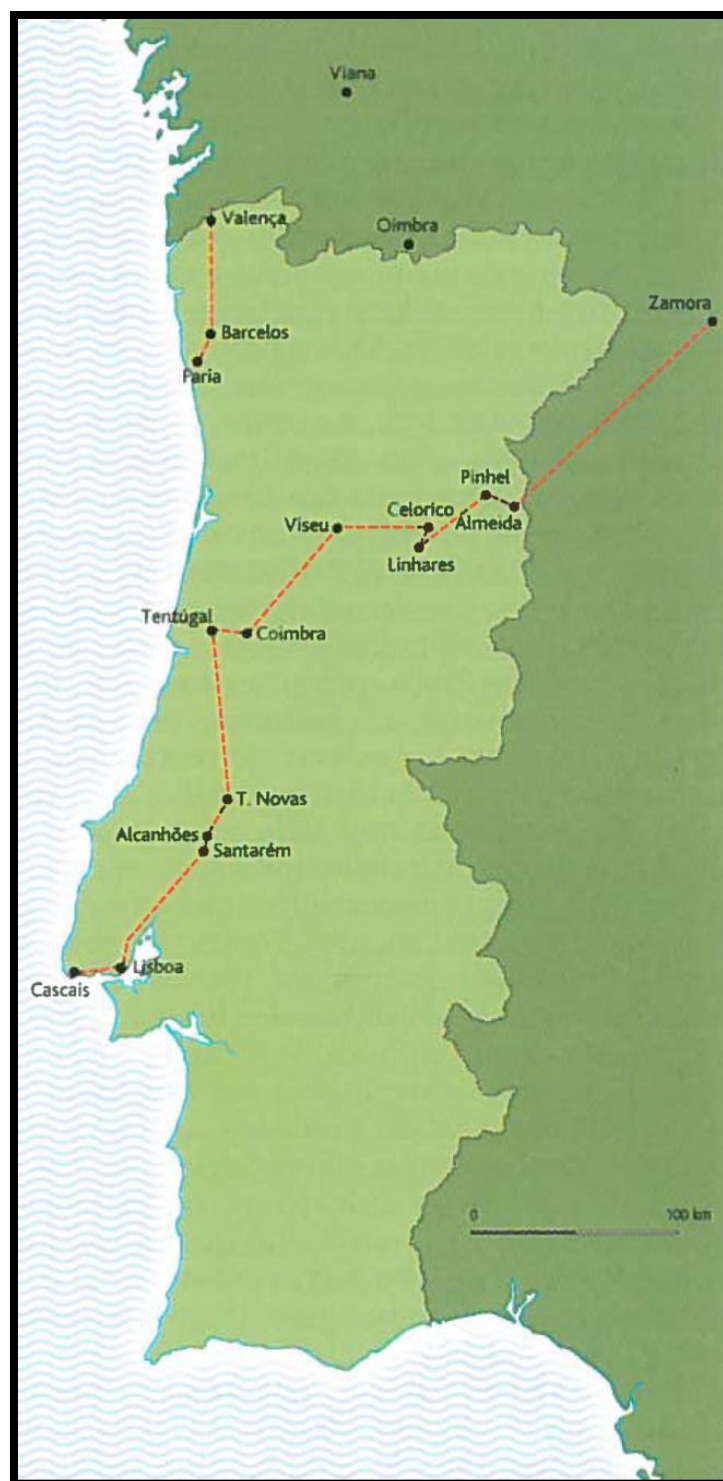 Viana
Valença
Oimbra
Zamora
Barcelos
Faria
Pinhel
Celorico
Viseu
Almeida
Linhares
Tentúgal
Coimbra
T. Novas
Alcanhões
Santarém
Lisboa
Cascais
0 100 km